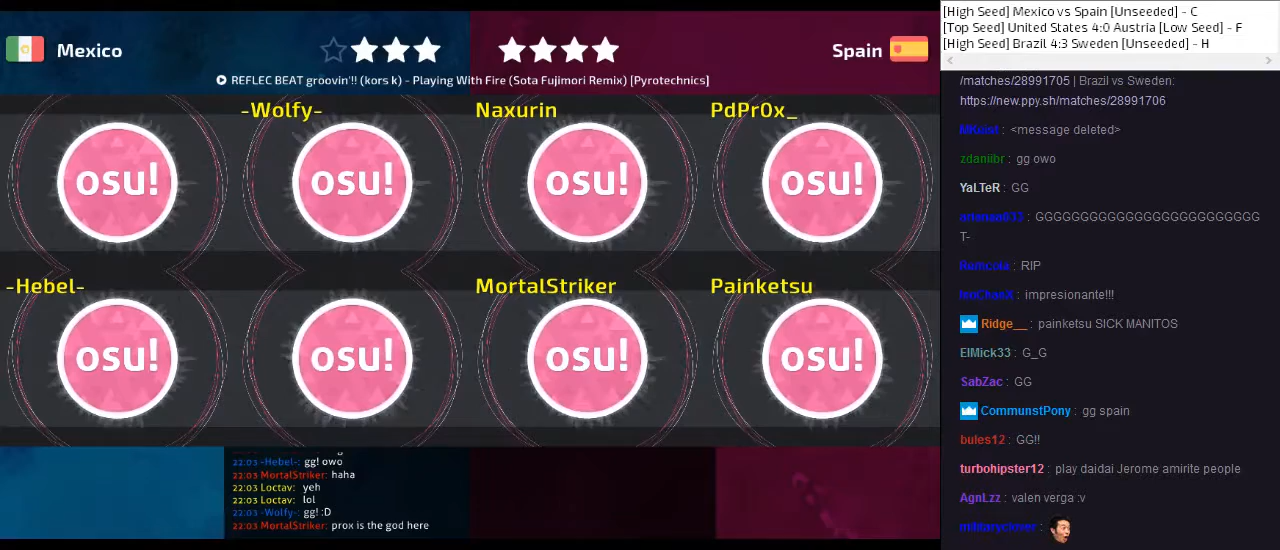 Mexico
Spain
REFLEC BEAT groovin'!! (kors k) - Playing With Fire (Sota Fujimori Remix) [Pyrotechnics]
-Wolfy-
Naxurin
PdPr0x_
osu!
osu!
osu!
osu!
-Hebel-
MortalStriker
Painketsu
osu!
osu!
osu!
osu!
22:03 -Hebel-: gg! owo
22:03 MortalStriker: haha
22:03 Loctav: yeh
22:03 Loctav: lol
22:03 -Wolfy-: gg! :D
22:03 MortalStriker: prox is the god here
[High Seed] Mexico vs Spain [Unseeded] - C
[Top Seed] United States 4:0 Austria [Low Seed] - F
[High Seed] Brazil 4:3 Sweden [Unseeded] - H
/matches/28991705 | Brazil vs Sweden:
https://new.ppy.sh/matches/28991706
: <message deleted>
zdaniibr : gg owo
YaLTeR : GG
: GGGGGGGGGGGGGGGGGGGGGGGGG
T-
: RIP
: impresionante!!!
Ridge__ : painketsu SICK MANITOS
ElMick33 : G_G
SabZac : GG
CommunstPony : gg spain
bules12 : GG!!
turbohipster12 : play daidai Jerome amirite people
AgnLzz : valen verga :v
: